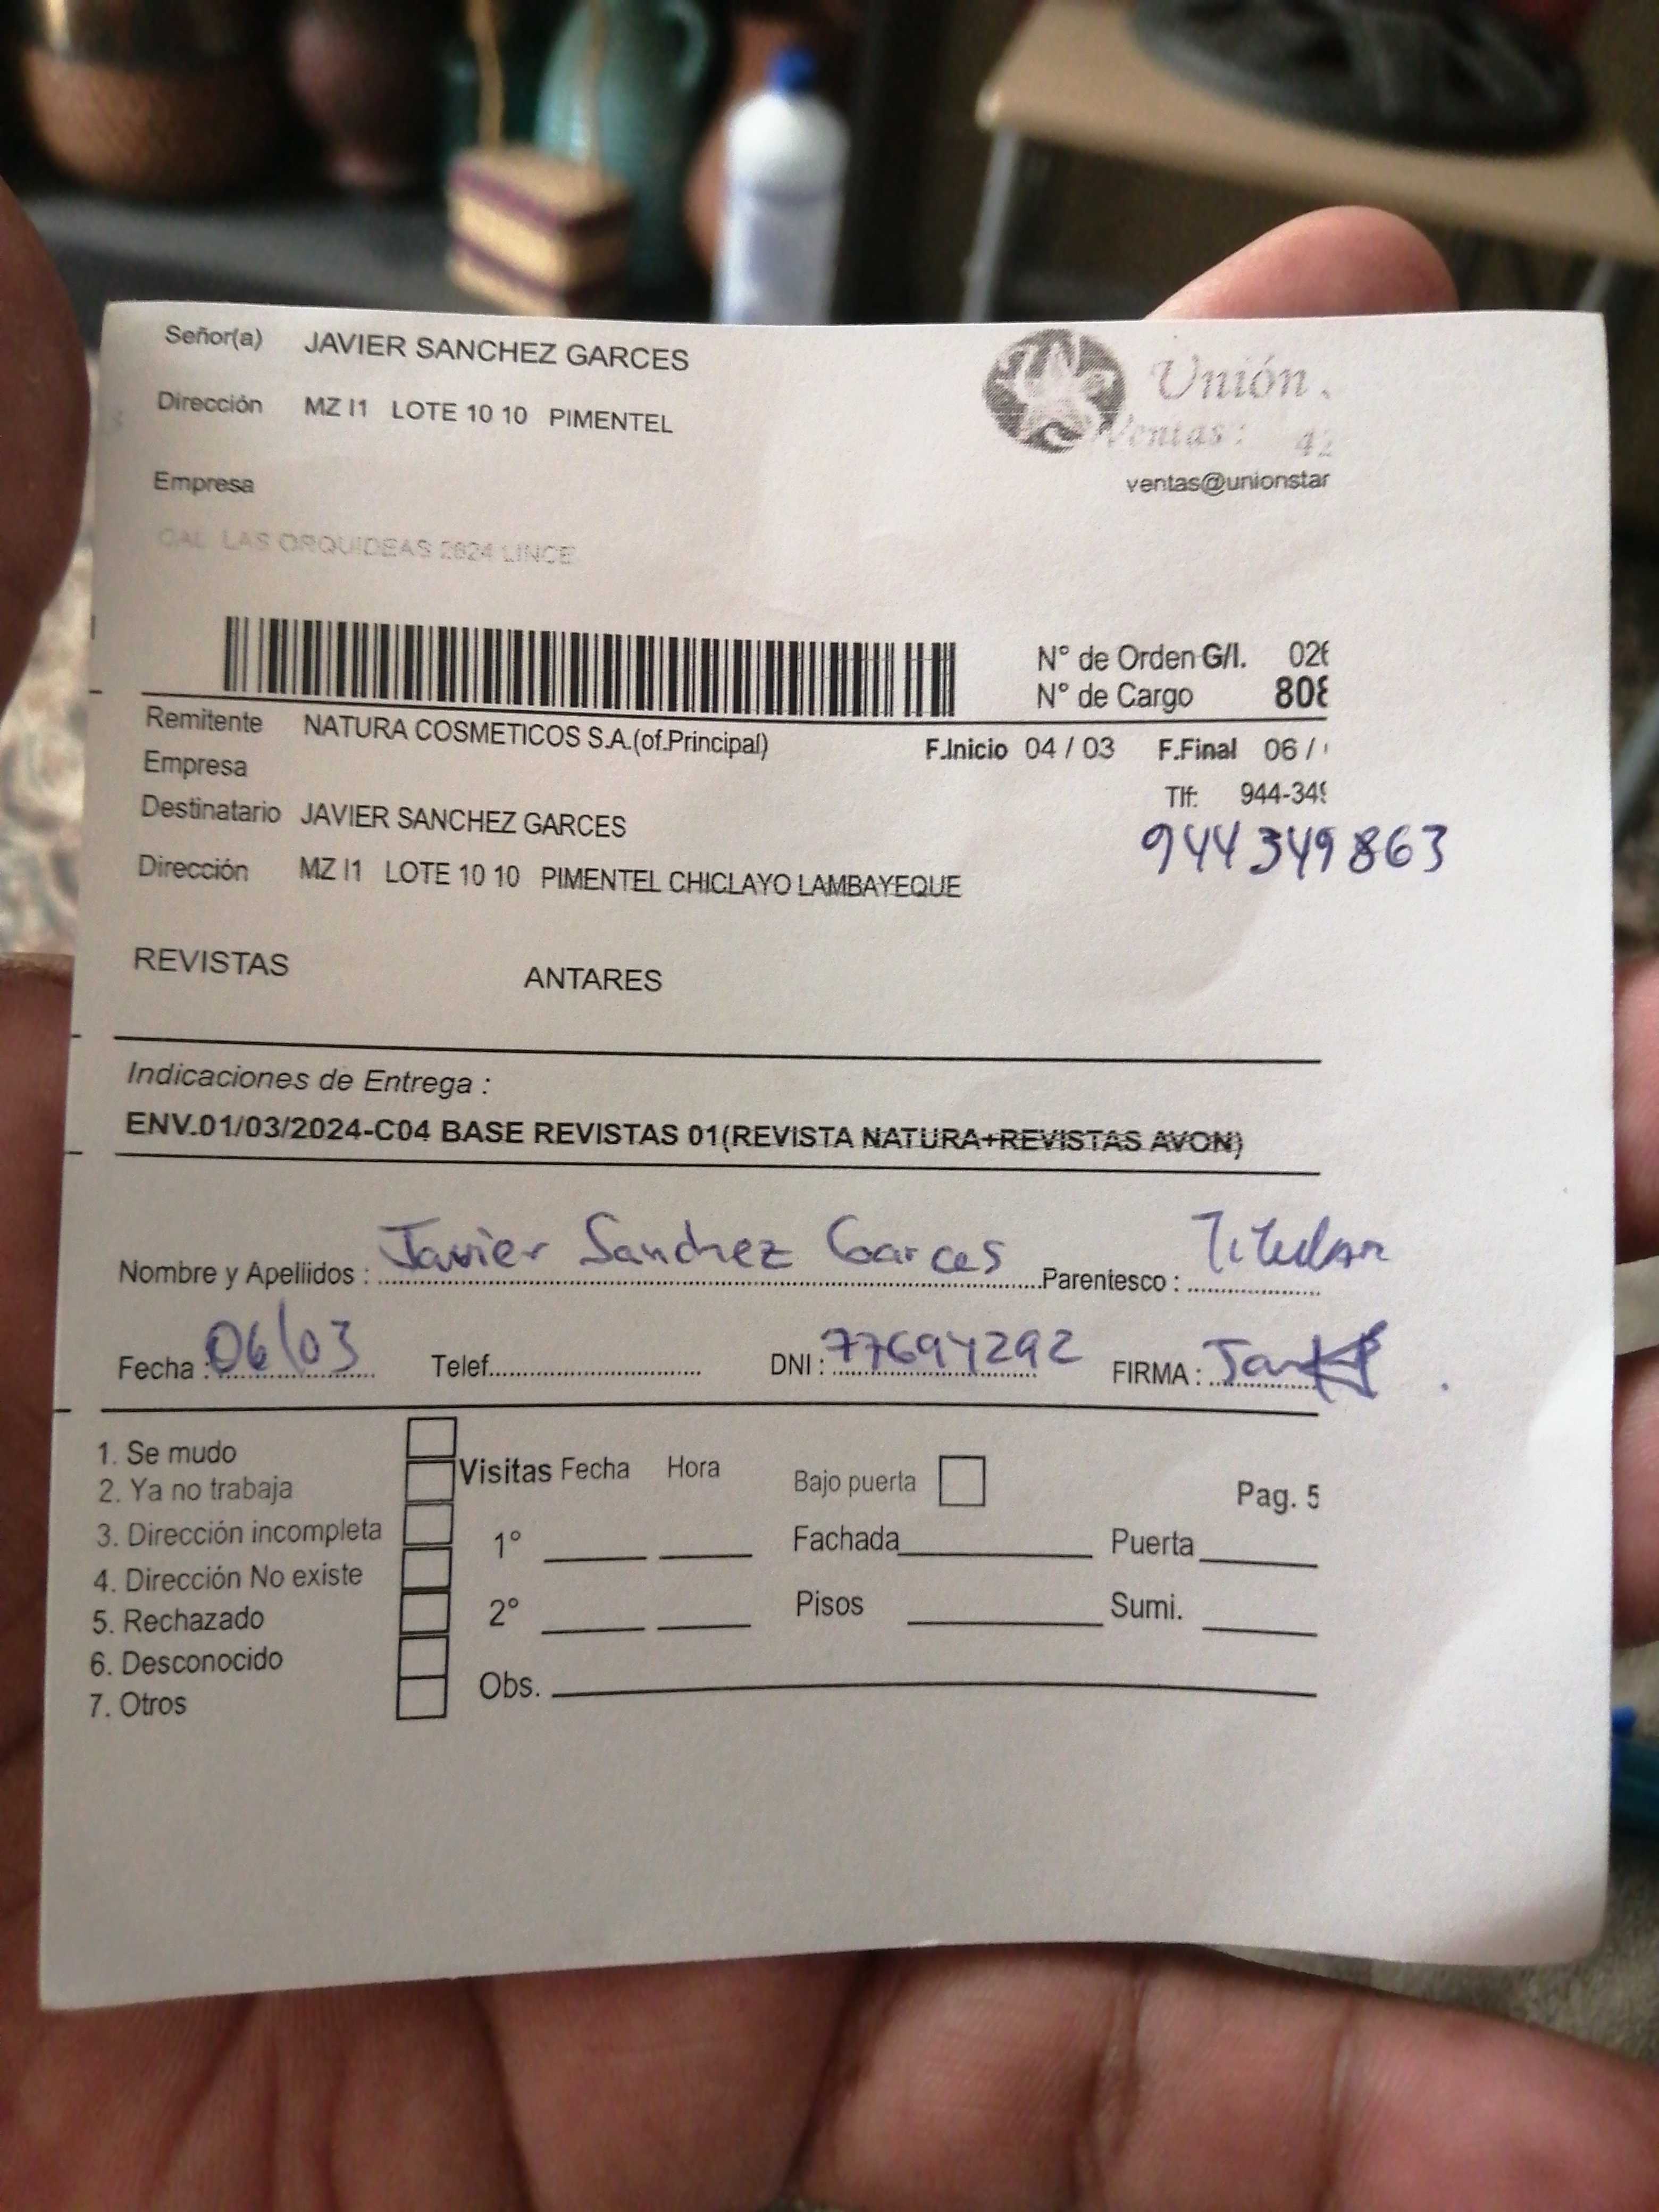 Señor(a) JAVIER SANCHEZ GARCES
Unión
Dirección MZ I1 LOTE 10 10 PIMENTEL
Ventas: 42
Empresa
ventas@unionstar
CAL LAS ORQUIDEAS 2824 LINCE
N° de Orden G/I. 026
N° de Cargo 808
Remitente NATURA COSMETICOS S.A.(of.Principal)
F.Inicio 04 / 03 F.Final 06 /
Empresa
Tlf: 944-349
Destinatario JAVIER SANCHEZ GARCES
944349863
Dirección MZ I1 LOTE 10 10 PIMENTEL CHICLAYO LAMBAYEQUE
REVISTAS ANTARES
Indicaciones de Entrega :
ENV.01/03/2024-C04 BASE REVISTAS 01(REVISTA NATURA+REVISTAS AVON)
Nombre y Apellidos : Javier Sanchez Garces Parentesco : Titular
Fecha : 06/03 Telef. DNI : 77694292 FIRMA :
1. Se mudo
2. Ya no trabaja
3. Dirección incompleta
4. Dirección No existe
5. Rechazado
6. Desconocido
7. Otros
Visitas Fecha Hora
1°
2°
Obs.
Bajo puerta
Pag. 5
Fachada Puerta
Pisos Sumi.